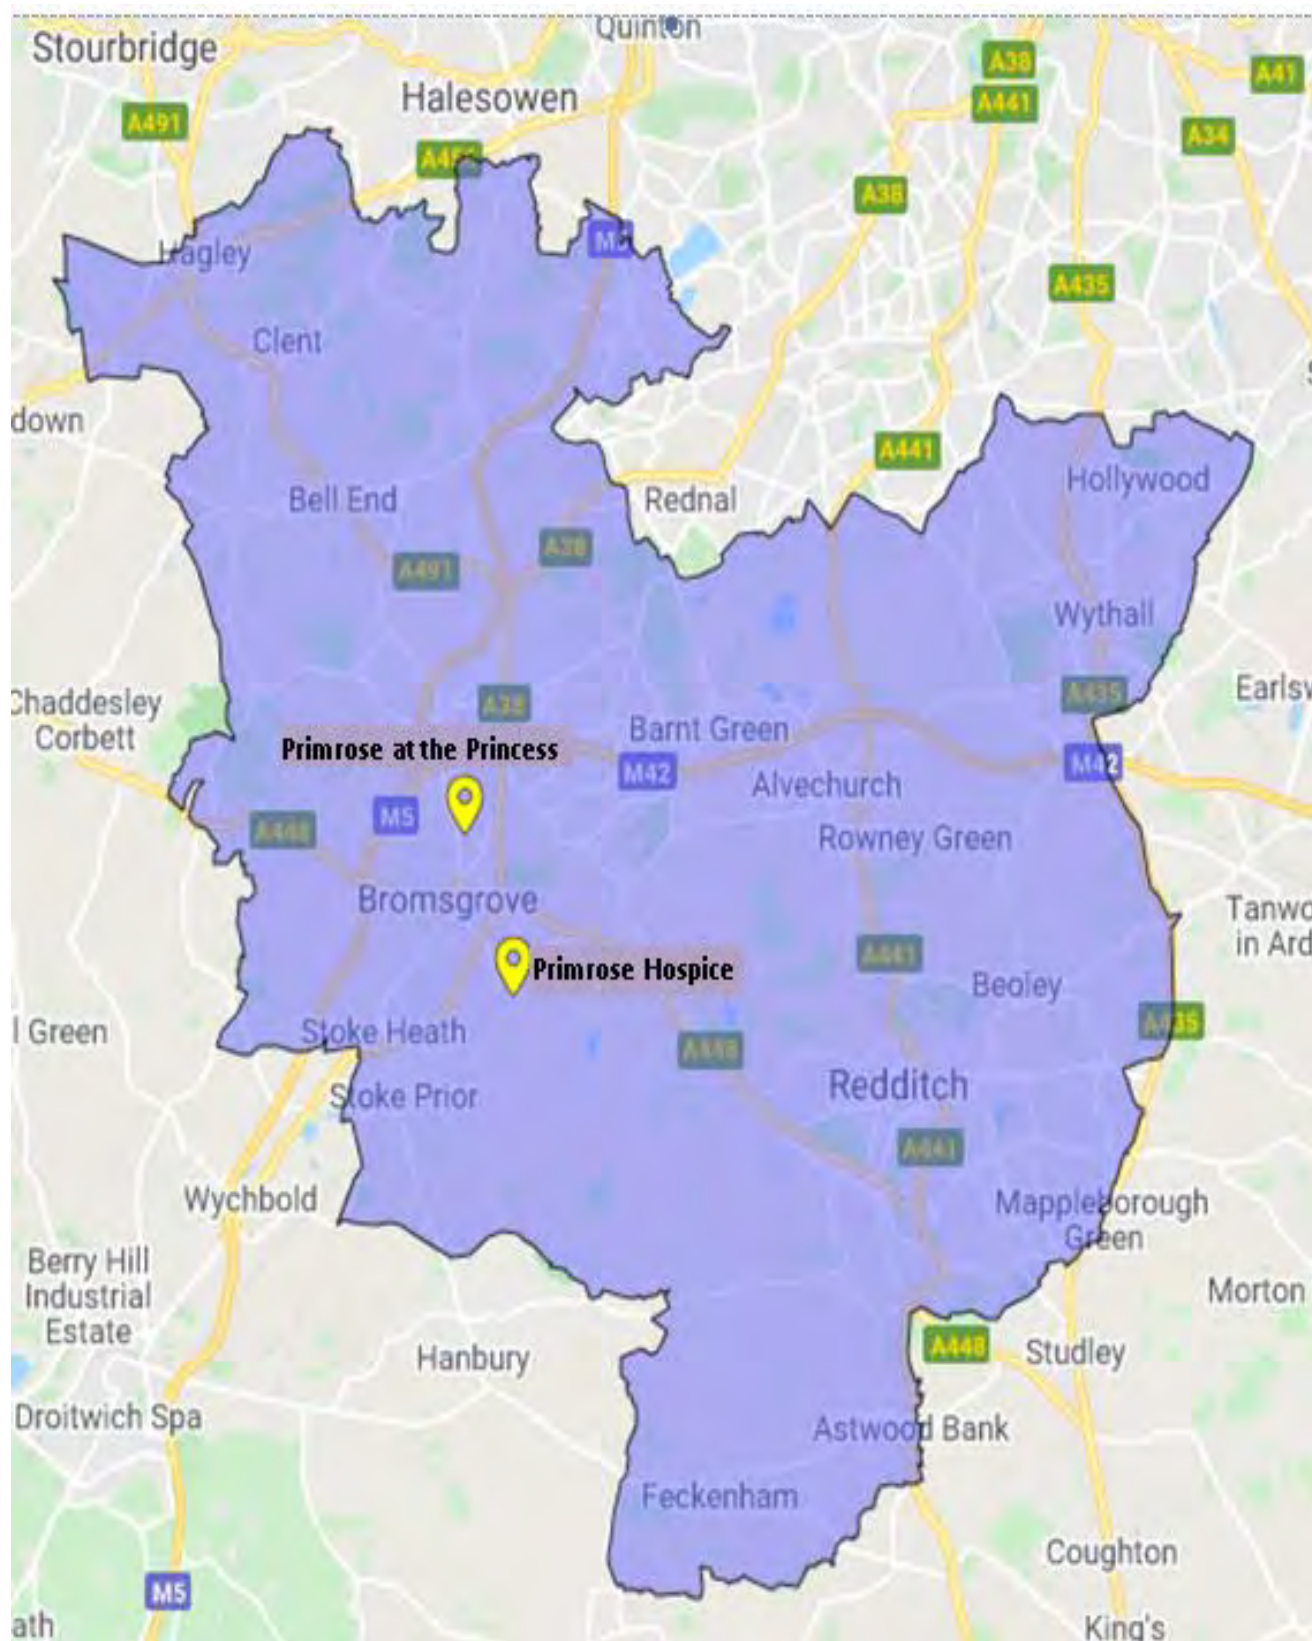 Quinton
Stourbridge
A38
A41
Halesowen
A441
A491
A34
A38
M5
Hagley
A435
Clent
down
A441
Hollywood
Bell End
Rednal
A38
A491
Wythall
Chaddesley
Corbett
A38
A435
Earlsw
Barnt Green
Primrose at the Princess
M42
M42
Alvechurch
M5
A448
Rowney Green
Bromsgrove
Tanwo
in Ard
A441
Primrose Hospice
Beoley
l Green
Stoke Heath
A435
A448
Redditch
Stoke Prior
A441
Wychbold
Mappleborough
Green
Berry Hill
Industrial
Estate
Morton
Hanbury
A448
Studley
Droitwich Spa
Astwood Bank
Feckenham
Coughton
M5
ath
King's